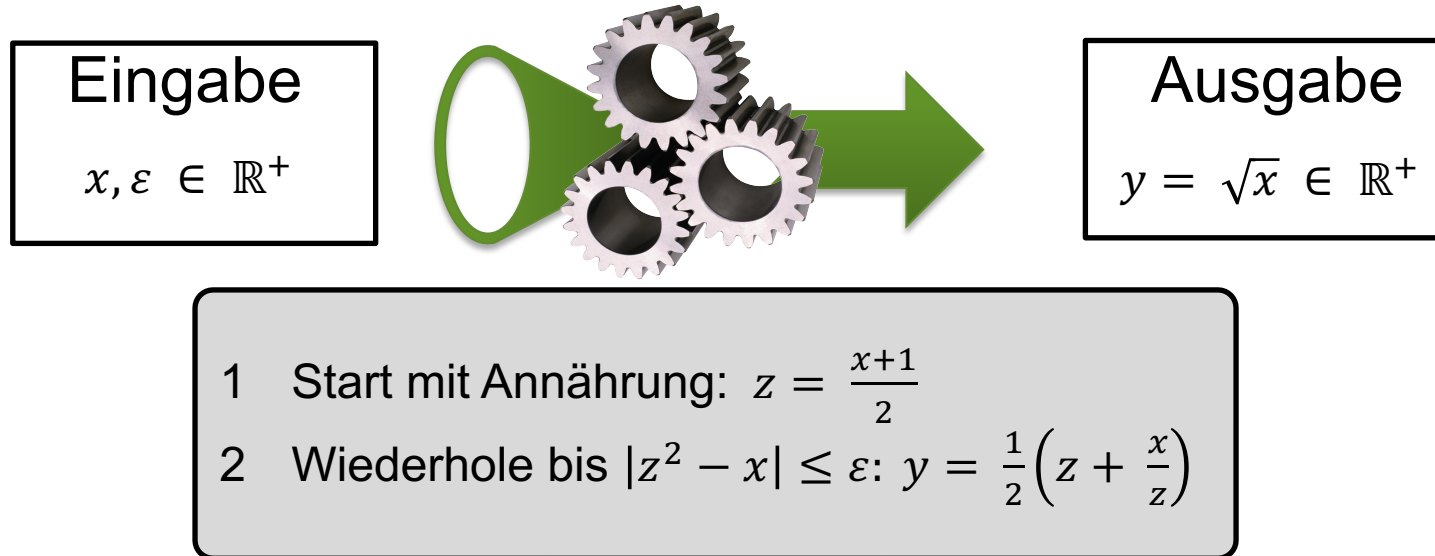 Eingabe
x, ε ∈ ℝ⁺
Ausgabe
y = √x ∈ ℝ⁺
1 Start mit Annährung: z = (x+1)/2
2 Wiederhole bis |z² − x| ≤ ε: y = 1/2 (z + x/z)